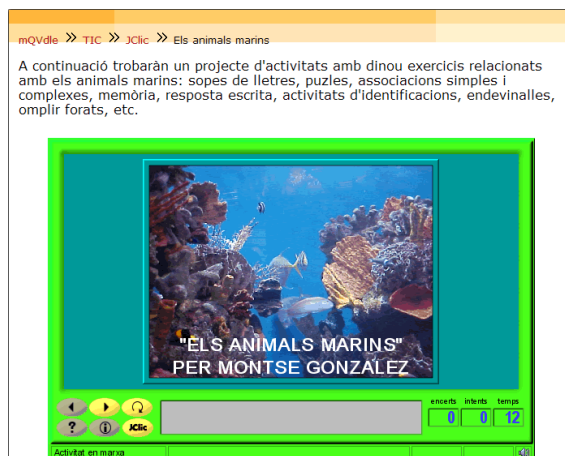 mQVdle » TIC » JClic » Els animals marins
A continuació trobaràn un projecte d'activitats amb dinou exercicis relacionats
amb els animals marins: sopes de lletres, puzles, associacions simples i
complexes, memòria, resposta escrita, activitats d'identificacions, endevinalles,
omplir forats, etc.
"ELS ANIMALS MARINS"
PER MONTSE GONZALEZ
encerts intents temps
0 0 12
? i JClic
Activitat en marxa